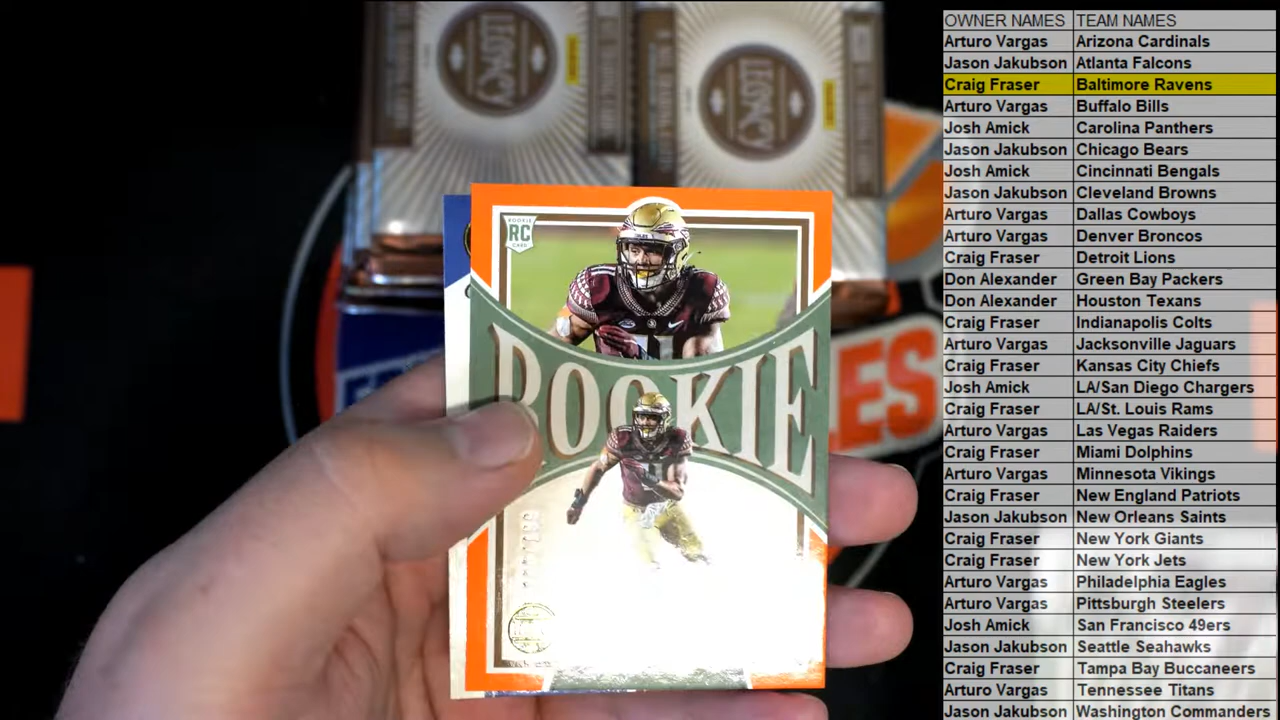 OWNER NAMES TEAM NAMES
Arturo Vargas Arizona Cardinals
Jason Jakubson Atlanta Falcons
Craig Fraser Baltimore Ravens
Arturo Vargas Buffalo Bills
Josh Amick Carolina Panthers
Jason Jakubson Chicago Bears
Josh Amick Cincinnati Bengals
Jason Jakubson Cleveland Browns
Arturo Vargas Dallas Cowboys
Arturo Vargas Denver Broncos
Craig Fraser Detroit Lions
Don Alexander Green Bay Packers
Don Alexander Houston Texans
Craig Fraser Indianapolis Colts
Arturo Vargas Jacksonville Jaguars
Craig Fraser Kansas City Chiefs
Josh Amick LA/San Diego Chargers
Craig Fraser LA/St. Louis Rams
Arturo Vargas Las Vegas Raiders
Craig Fraser Miami Dolphins
Arturo Vargas Minnesota Vikings
Craig Fraser New England Patriots
Jason Jakubson New Orleans Saints
Craig Fraser New York Giants
Craig Fraser New York Jets
Arturo Vargas Philadelphia Eagles
Arturo Vargas Pittsburgh Steelers
Josh Amick San Francisco 49ers
Jason Jakubson Seattle Seahawks
Craig Fraser Tampa Bay Buccaneers
Arturo Vargas Tennessee Titans
Jason Jakubson Washington Commanders
LEGACY
LEGACY
ROOKIE
RC
CARD
ROOKIE
LES